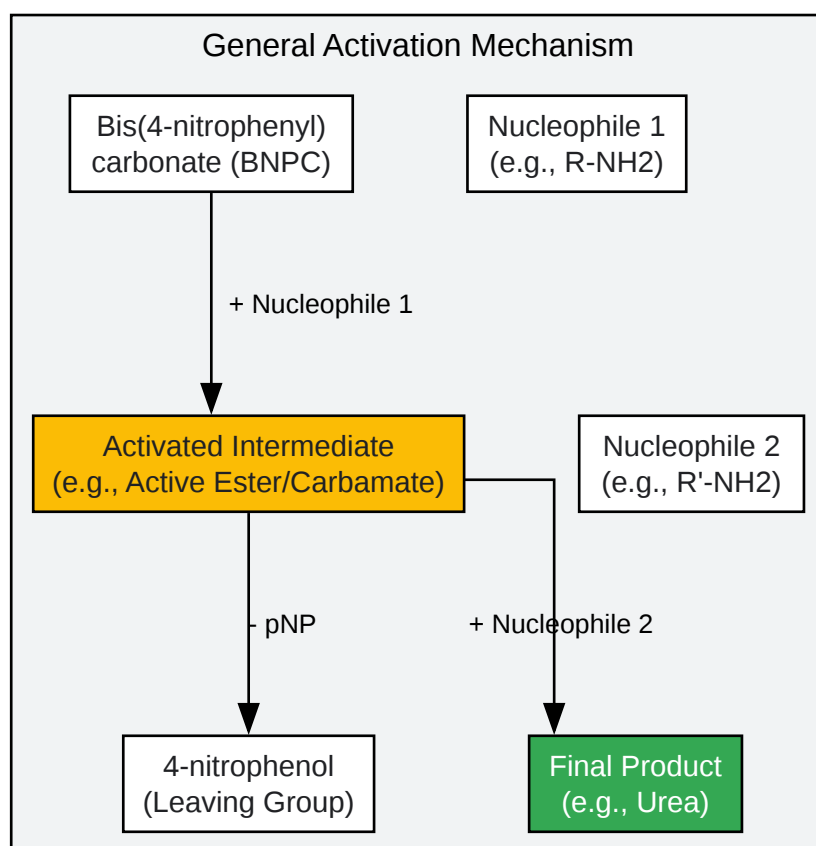 General Activation Mechanism
Bis(4-nitrophenyl)
carbonate (BNPC)
Nucleophile 1
(e.g., R-NH2)
+ Nucleophile 1
Activated Intermediate
(e.g., Active Ester/Carbamate)
Nucleophile 2
(e.g., R'-NH2)
- pNP
+ Nucleophile 2
4-nitrophenol
(Leaving Group)
Final Product
(e.g., Urea)